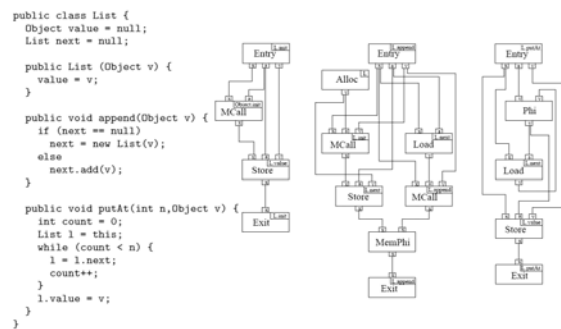 public class List {
Object value = null;
List next = null;
public List (Object v) {
value = v;
}
public void append(Object v) {
if (next == null)
next = new List(v);
else
next.add(v);
}
public void putAt(int n,Object v) {
int count = 0;
List l = this;
while (count < n) {
l = l.next;
count++;
}
l.value = v;
}
}
Entry
MCall
Store
Exit
Entry
Alloc
MCall
Load
Store
MCall
MemPhi
Exit
Entry
Phi
Load
Store
Exit